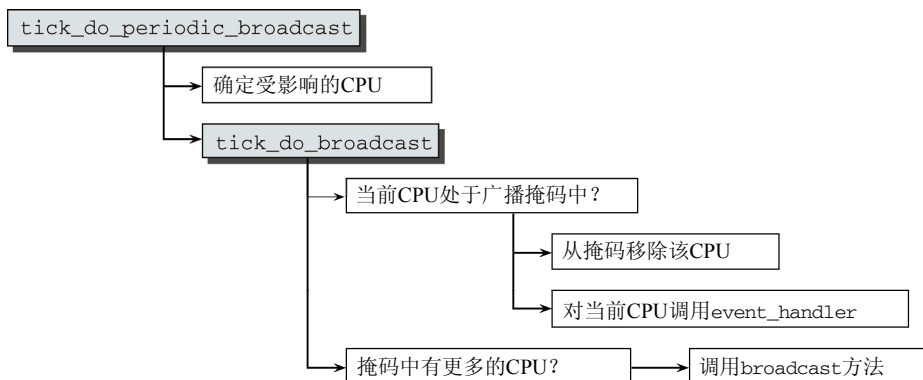 tick_do_periodic_broadcast
确定受影响的CPU
tick_do_broadcast
当前CPU处于广播掩码中？
从掩码移除该CPU
对当前CPU调用event_handler
掩码中有更多的CPU？
调用broadcast方法